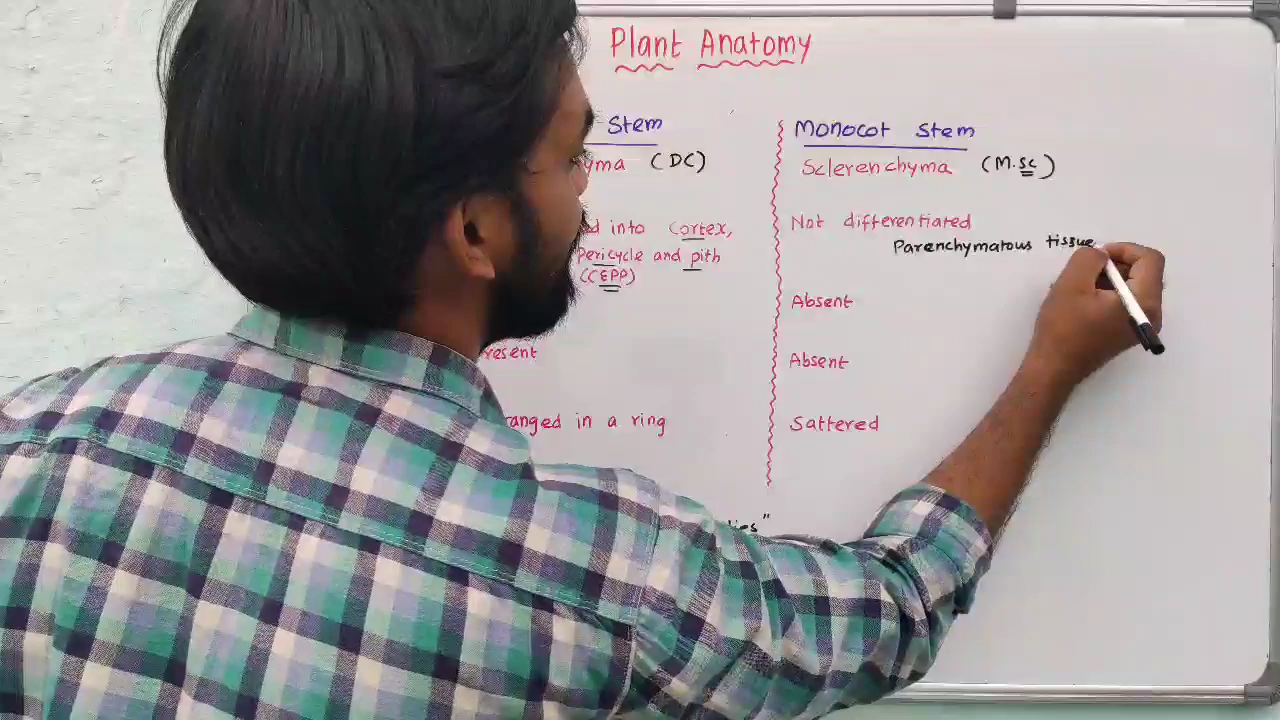 Plant Anatomy
Stem
Monocot Stem
yma (DC)
Sclerenchyma (M.Sc)
d into Cortex,
Pericycle and pith
(CEPP)
Not differentiated
Parenchymatous tissue
Absent
resent
Absent
ranged in a ring
Sattered